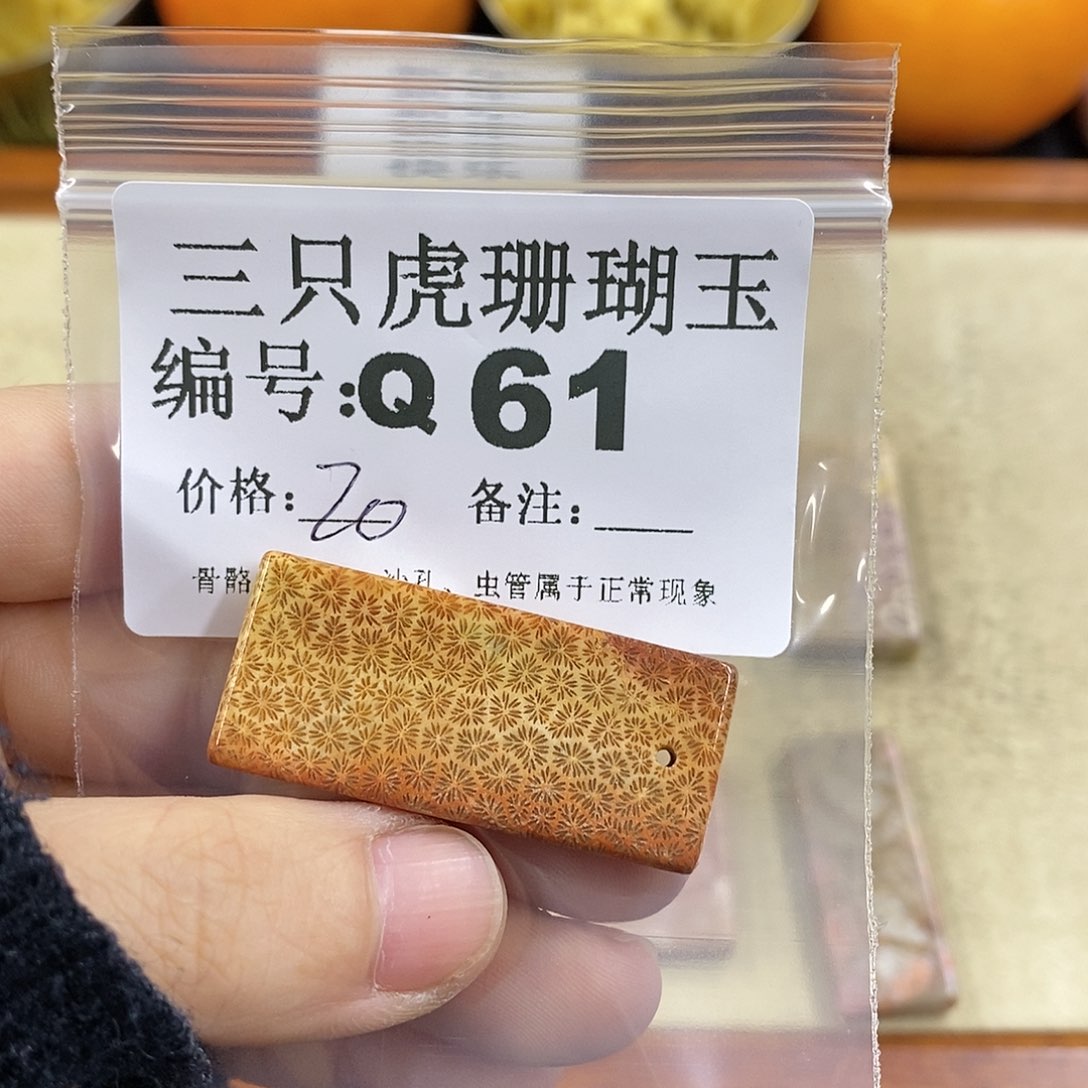 三只虎珊瑚玉
编号:Q 61
价格: 20 备注:
骨骼 沙孔、虫管属于正常现象